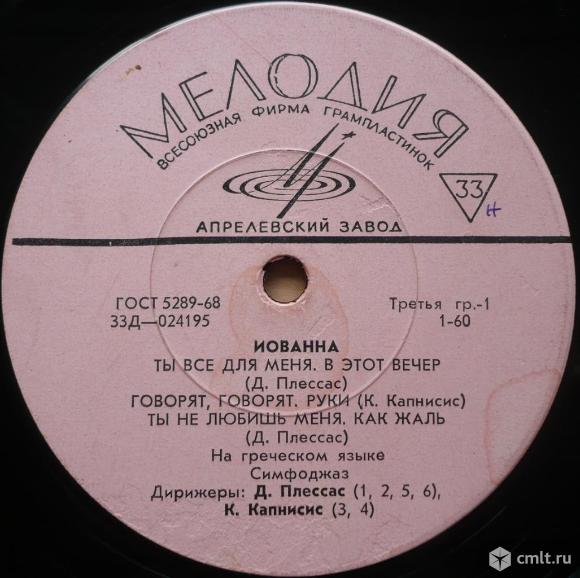 МЕЛОДИЯ
ВСЕСОЮЗНАЯ ФИРМА ГРАМПЛАСТИНОК
33
н
АПРЕЛЕВСКИЙ ЗАВОД
ГОСТ 5289-68
Третья гр.-1
33Д—024195
1-60
ИОВАННА
ТЫ ВСЕ ДЛЯ МЕНЯ. В ЭТОТ ВЕЧЕР
(Д. Плессас)
ГОВОРЯТ, ГОВОРЯТ. РУКИ (К. Капнисис)
ТЫ НЕ ЛЮБИШЬ МЕНЯ. КАК ЖАЛЬ
(Д. Плессас)
На греческом языке
Симфоджаз
Дирижеры: Д. Плессас (1, 2, 5, 6),
К. Капнисис (3, 4)
cmlt.ru